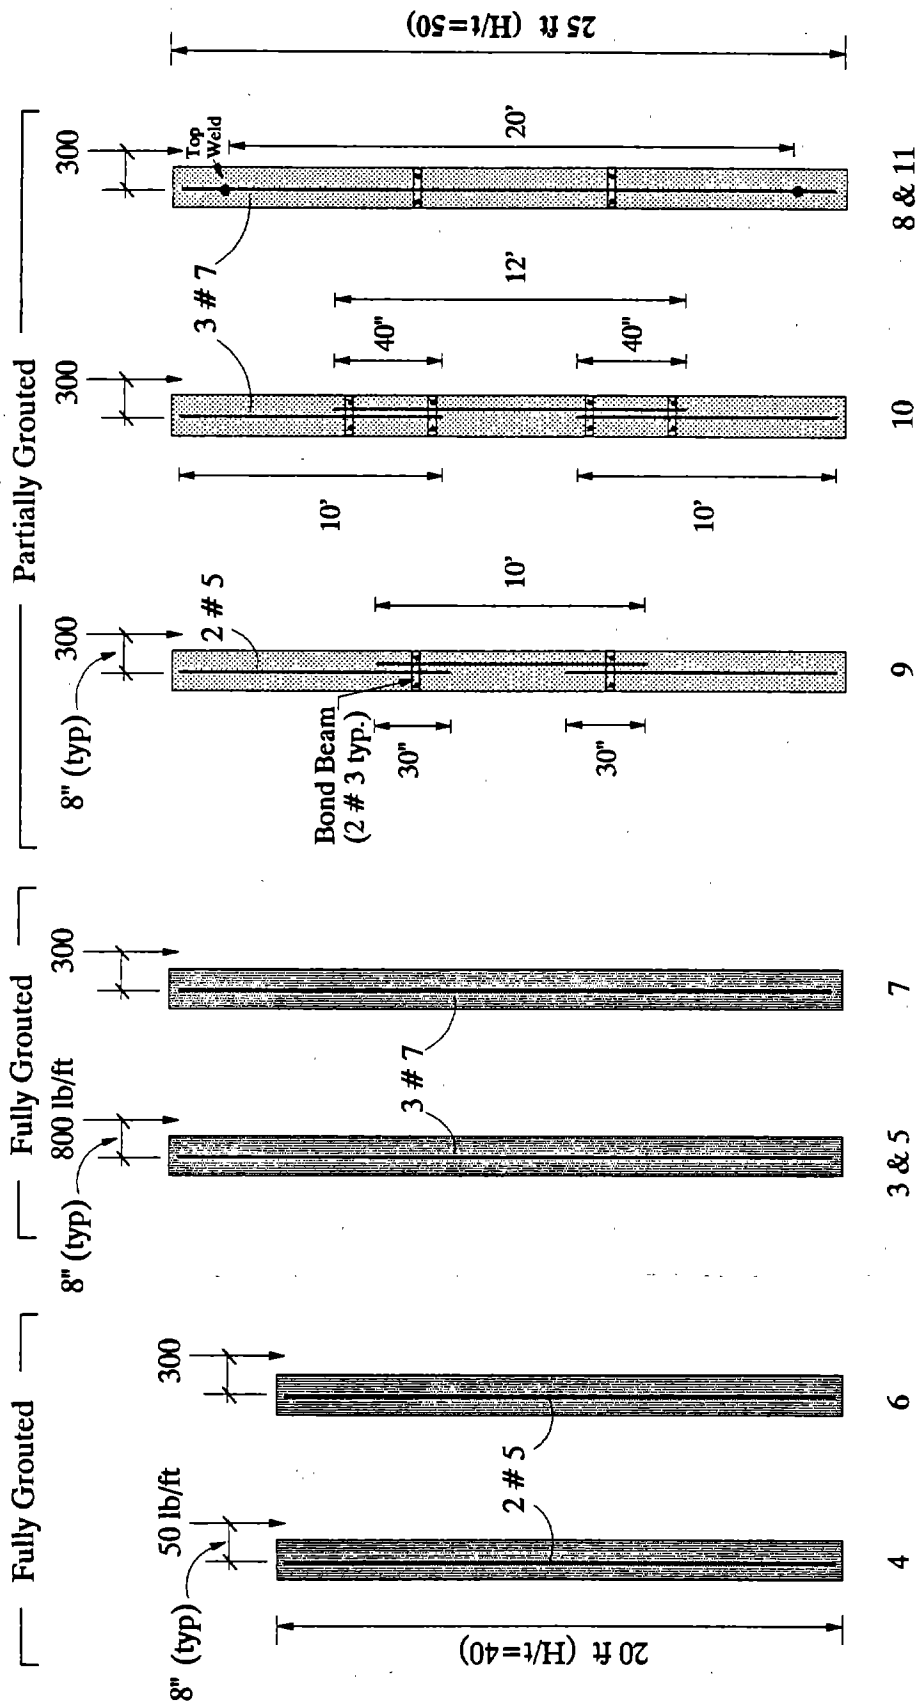 Fully Grouted
Fully Grouted
Partially Grouted
8" (typ)
50 lb/ft
300
8" (typ)
800 lb/ft
300
8" (typ)
300
300
300
Top
Weld
2 # 5
3 # 7
2 # 5
3 # 7
Bond Beam
(2 # 3 typ.)
30"
30"
10'
10'
10'
40"
40"
12'
20'
20 ft (H/t=40)
25 ft (H/t=50)
4
6
3 & 5
7
9
10
8 & 11